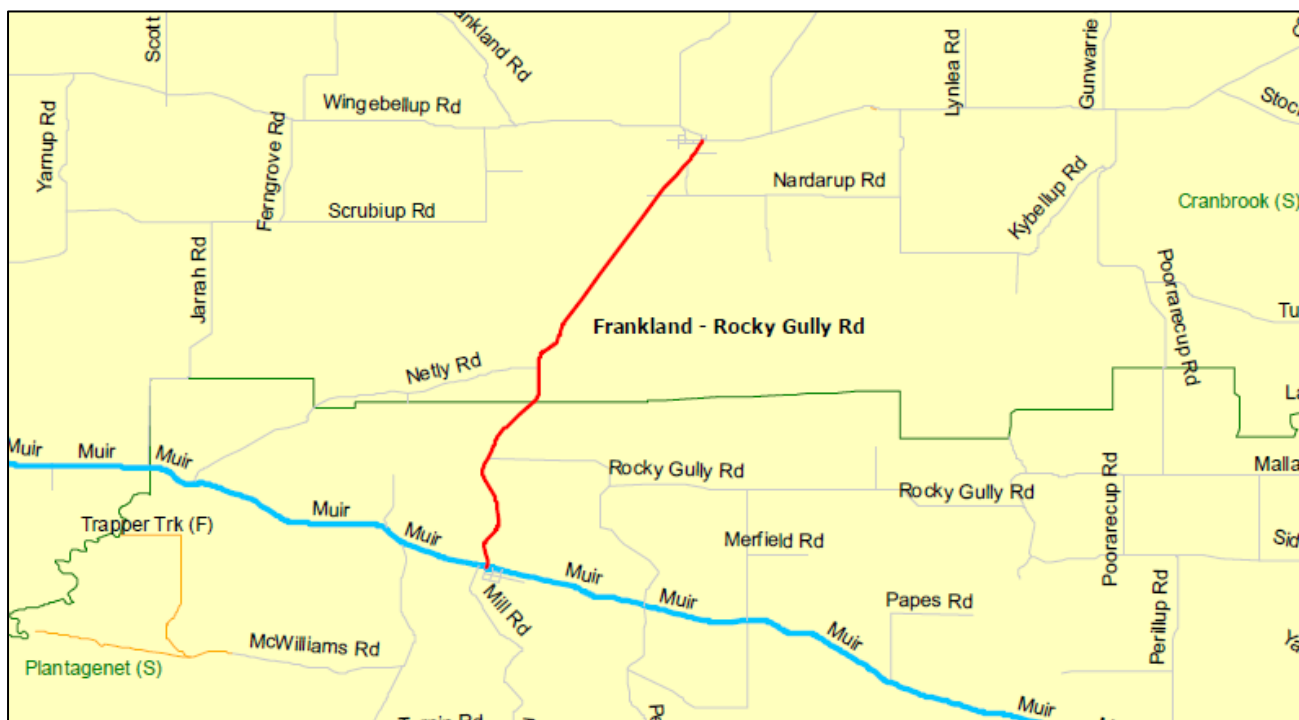 Scott
ankland Rd
Lynlea Rd
Gunwarrie
Stoc
Wingebellup Rd
Yarnup Rd
Ferngrove Rd
Nardarup Rd
Kybellup Rd
Scrubiup Rd
Cranbrook (S)
Jarrah Rd
Poorrarecup Rd
Tu
Frankland - Rocky Gully Rd
Netly Rd
La
Muir
Muir
Muir
Rocky Gully Rd
Rocky Gully Rd
Poorarecup Rd
Malla
Trapper Trk (F)
Muir
Muir
Merfield Rd
Sid
Muir
Mill Rd
Muir
Papes Rd
Perillup Rd
McWilliams Rd
Muir
Ya
Plantagenet (S)
Pe
Muir